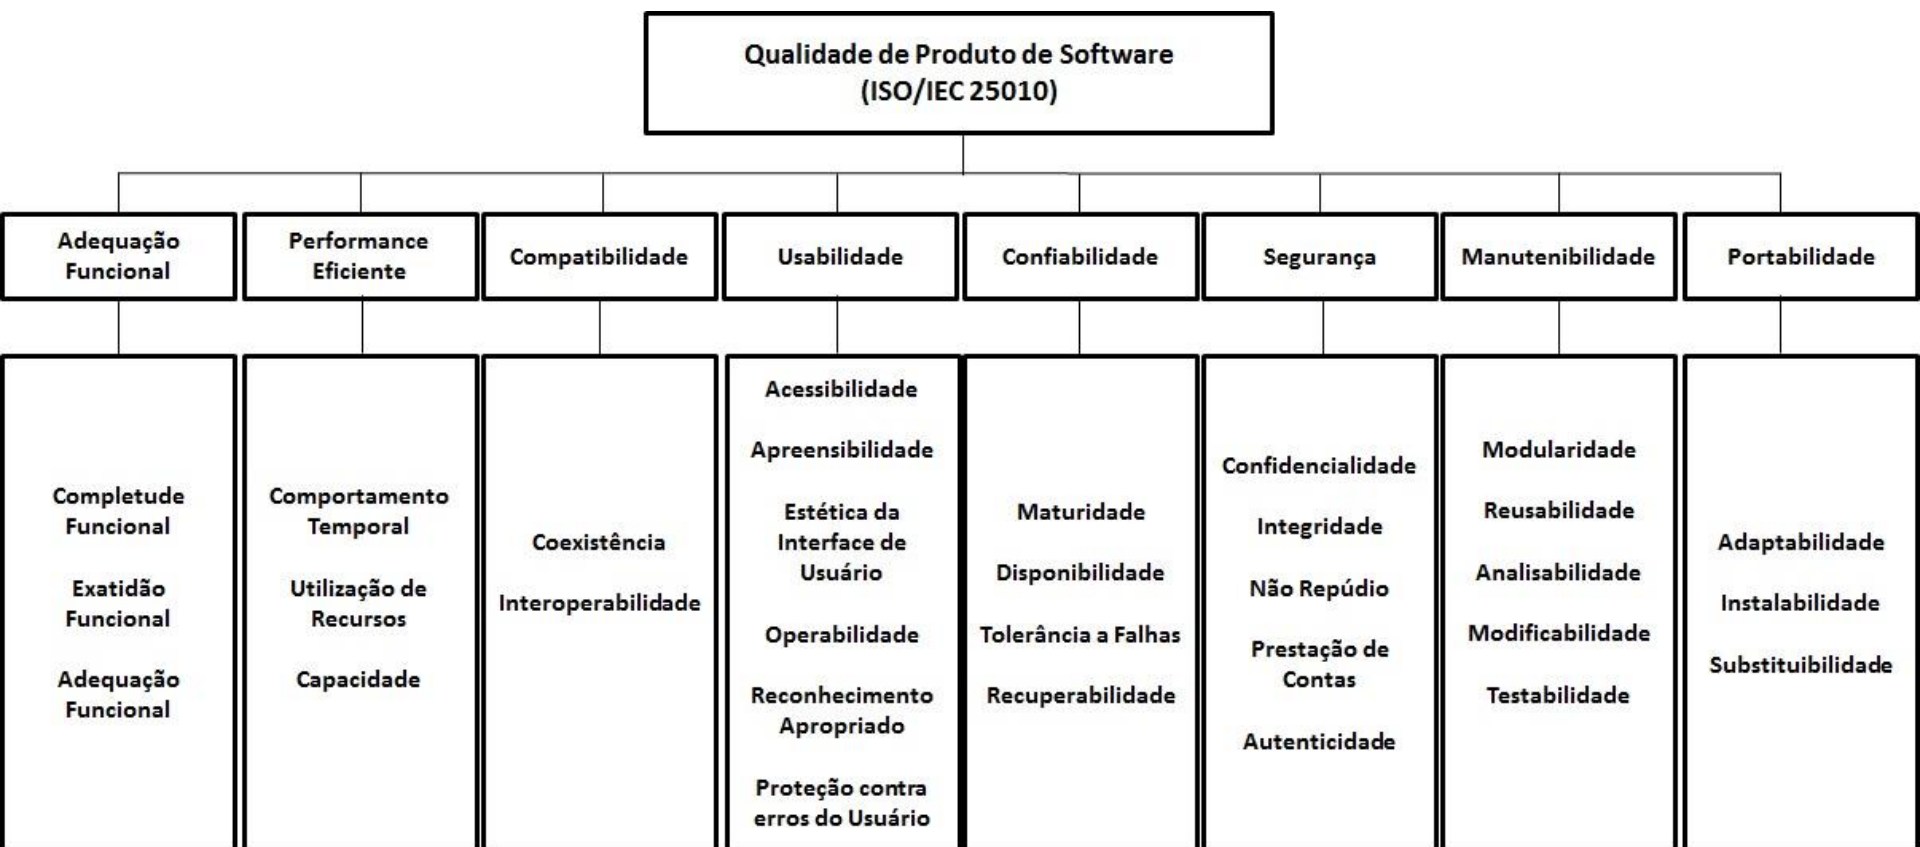 Qualidade de Produto de Software
(ISO/IEC 25010)
Adequação
Funcional
Performance
Eficiente
Compatibilidade
Usabilidade
Confiabilidade
Segurança
Manutenibilidade
Portabilidade
Completude
Funcional
Exatidão
Funcional
Adequação
Funcional
Comportamento
Temporal
Utilização de
Recursos
Capacidade
Coexistência
Interoperabilidade
Acessibilidade
Apreensibilidade
Estética da
Interface de
Usuário
Operabilidade
Reconhecimento
Apropriado
Proteção contra
erros do Usuário
Maturidade
Disponibilidade
Tolerância a Falhas
Recuperabilidade
Confidencialidade
Integridade
Não Repúdio
Prestação de
Contas
Autenticidade
Modularidade
Reusabilidade
Analisabilidade
Modificabilidade
Testabilidade
Adaptabilidade
Instalabilidade
Substituibilidade